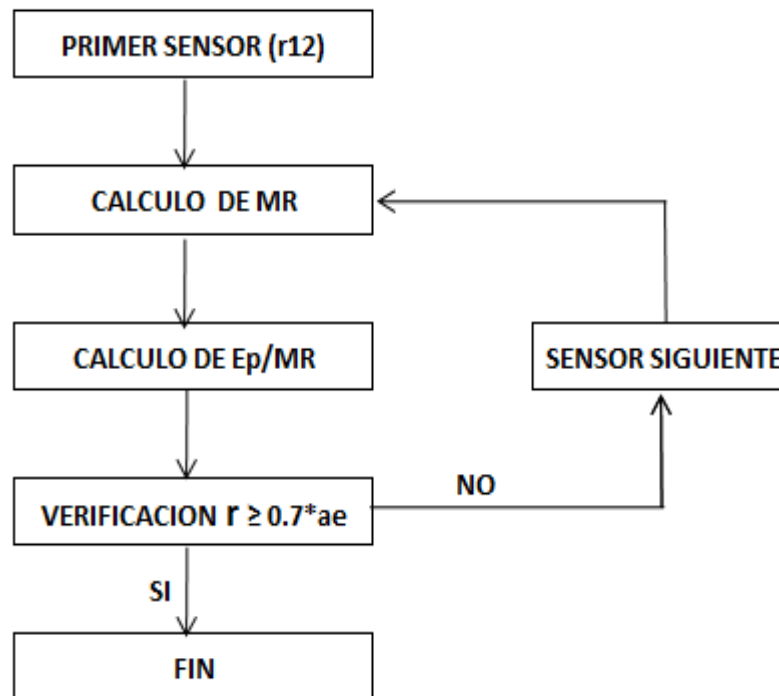 PRIMER SENSOR (r12)
CALCULO DE MR
CALCULO DE Ep/MR
SENSOR SIGUIENTE
VERIFICACION r ≥ 0.7*ae
NO
SI
FIN